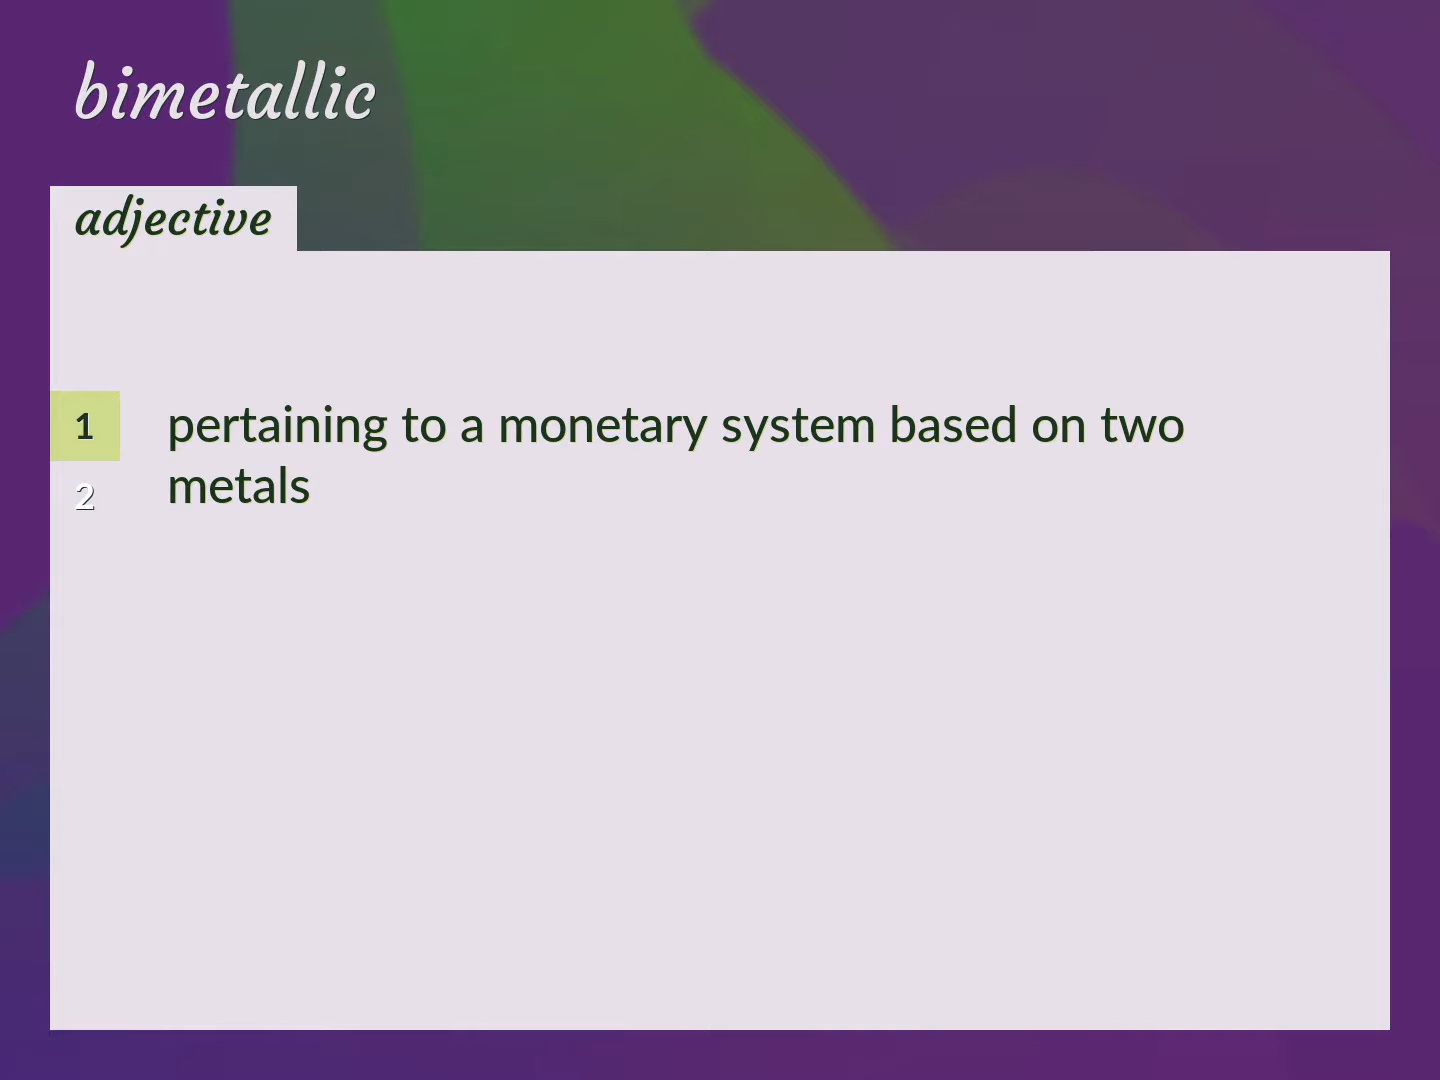 bimetallic
adjective
1 pertaining to a monetary system based on two
2 metals